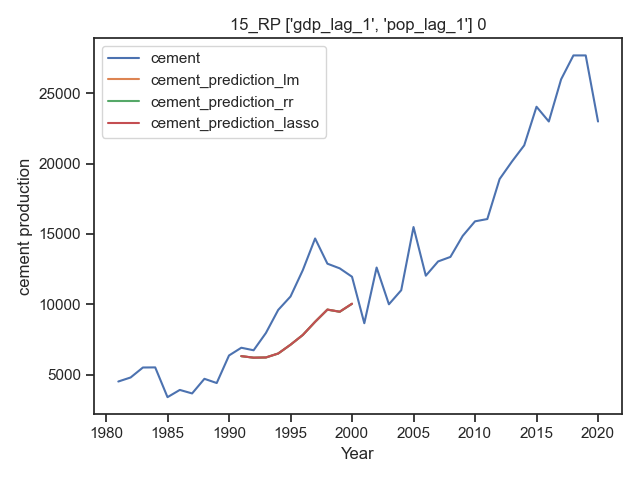 15_RP ['gdp_lag_1', 'pop_lag_1'] 0
cement
cement_prediction_lm
cement_prediction_rr
cement_prediction_lasso
25000
20000
15000
10000
5000
cement production
1980 1985 1990 1995 2000 2005 2010 2015 2020
Year